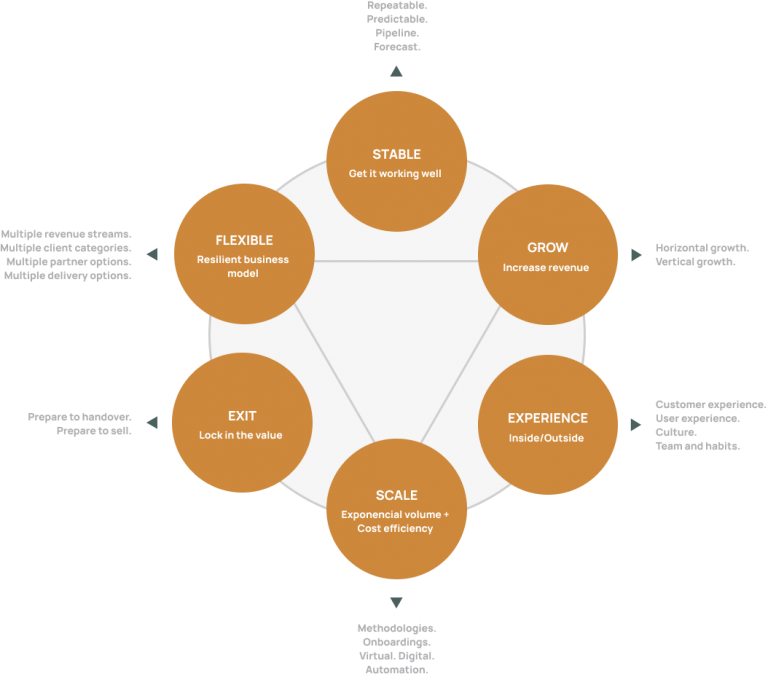 Repeatable.
Predictable.
Pipeline.
Forecast.
STABLE
Get it working well
FLEXIBLE
Resilient business
model
Multiple revenue streams.
Multiple client categories.
Multiple partner options.
Multiple delivery options.
GROW
Increase revenue
Horizontal growth.
Vertical growth.
EXIT
Lock in the value
Prepare to handover.
Prepare to sell.
EXPERIENCE
Inside/Outside
Customer experience.
User experience.
Culture.
Team and habits.
SCALE
Exponencial volume +
Cost efficiency
Methodologies.
Onboardings.
Virtual. Digital.
Automation.